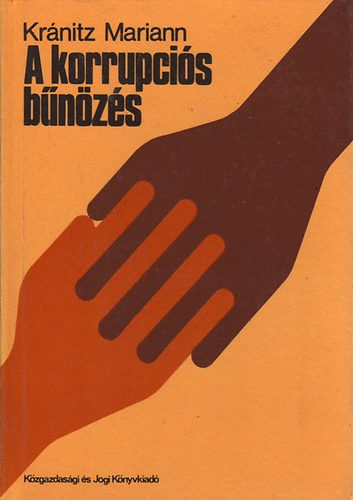 Kránitz Mariann
A korrupciós
bűnözés
Közgazdasági és Jogi Könyvkiadó